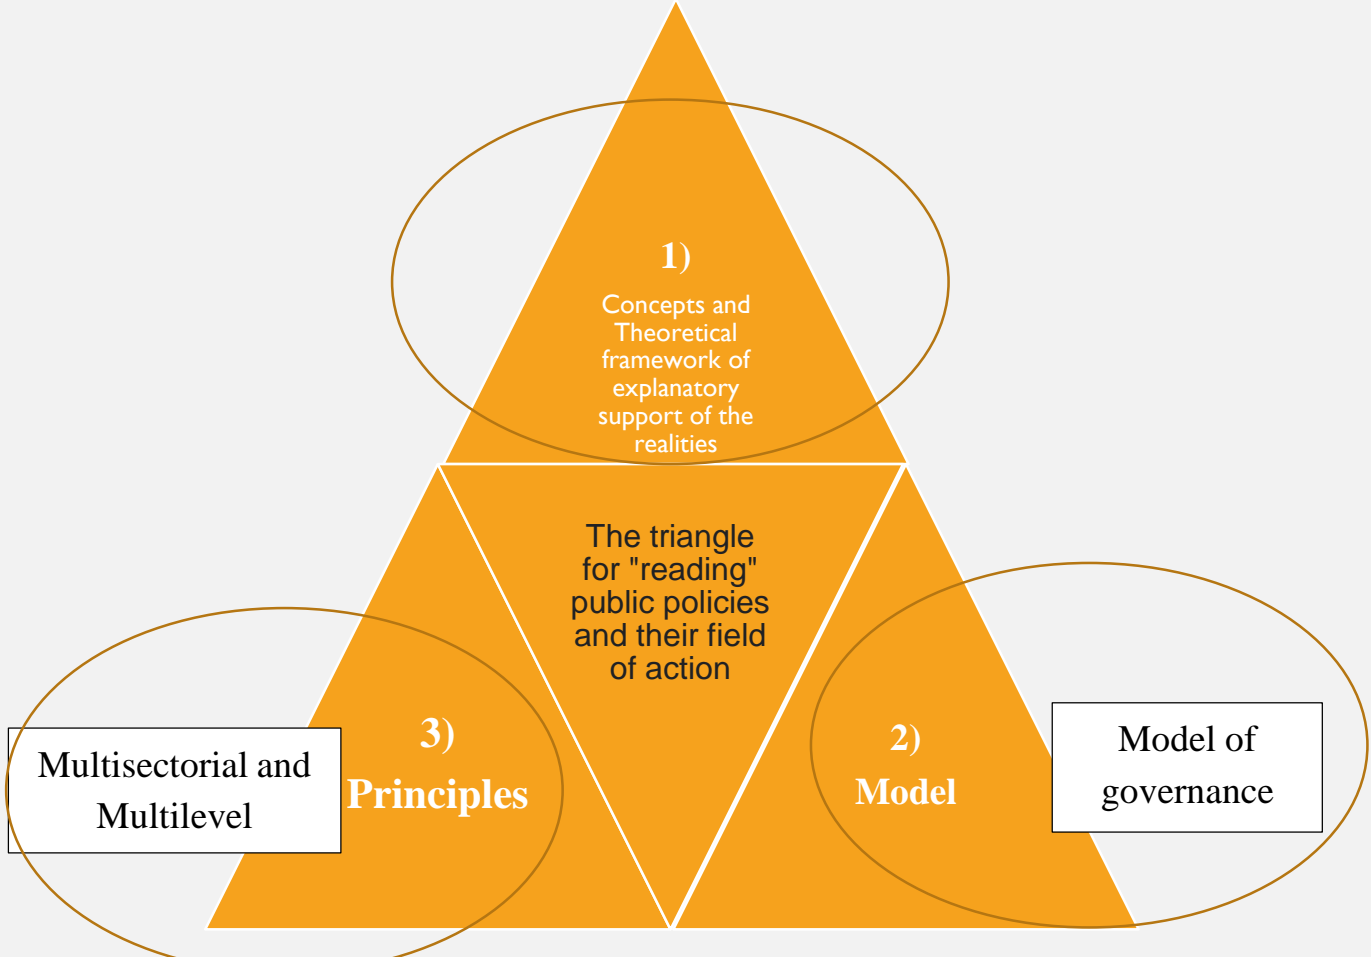 1)
Concepts and
Theoretical
framework of
explanatory
support of the
realities
The triangle
for "reading"
public policies
and their field
of action
3)
Principles
Multisectorial and
Multilevel
2)
Model
Model of
governance